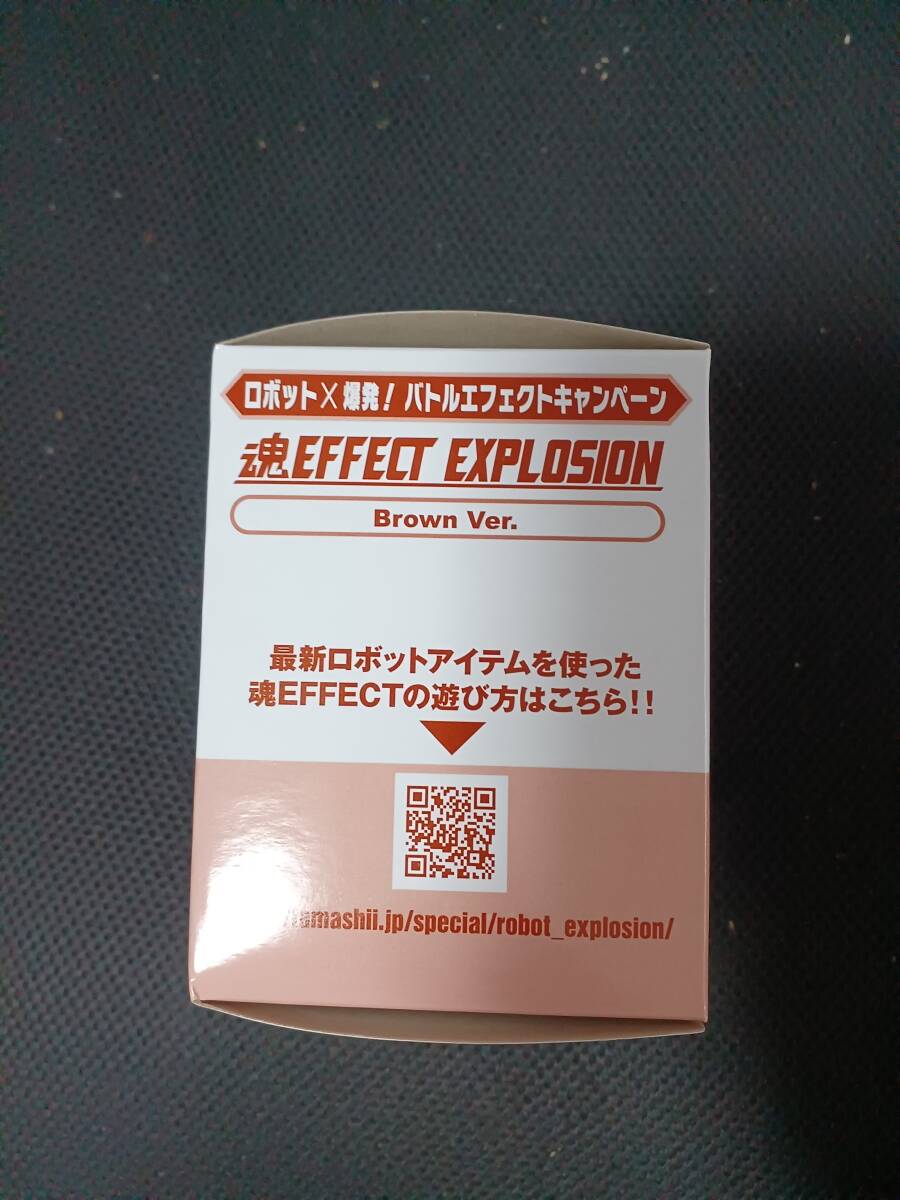 ロボット×爆発！バトルエフェクトキャンペーン
魂EFFECT EXPLOSION
Brown Ver.
最新ロボットアイテムを使った
魂EFFECTの遊び方はこちら!!
tamashii.jp/special/robot_explosion/